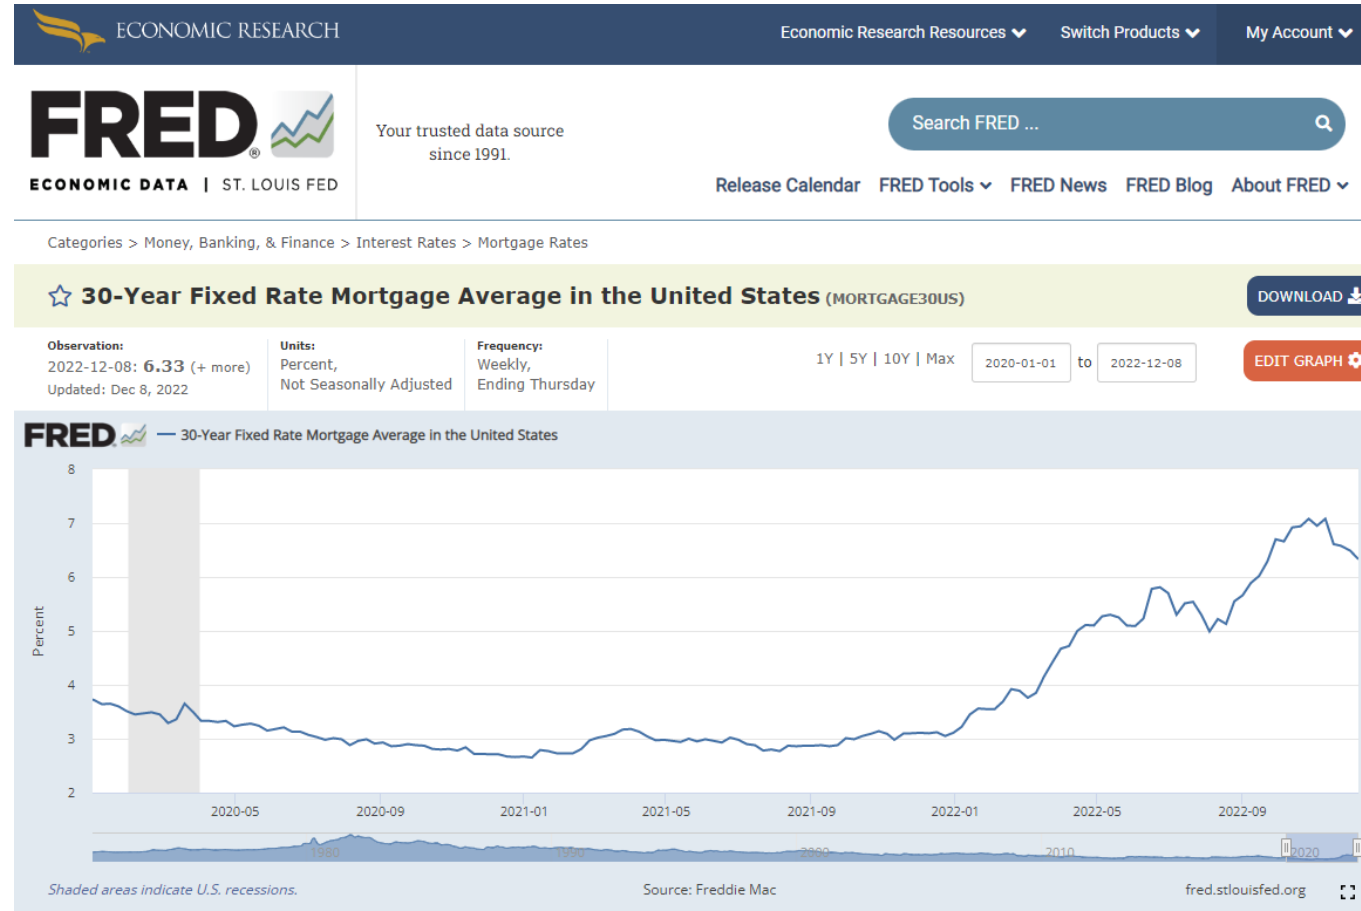 ECONOMIC RESEARCH
Economic Research Resources
Switch Products
My Account
FRED®
ECONOMIC DATA | ST. LOUIS FED
Your trusted data source
since 1991.
Search FRED ...
Release Calendar
FRED Tools
FRED News
FRED Blog
About FRED
Categories > Money, Banking, & Finance > Interest Rates > Mortgage Rates
30-Year Fixed Rate Mortgage Average in the United States (MORTGAGE30US)
DOWNLOAD
Observation:
2022-12-08: 6.33 (+ more)
Updated: Dec 8, 2022
Units:
Percent,
Not Seasonally Adjusted
Frequency:
Weekly,
Ending Thursday
1Y | 5Y | 10Y | Max
2020-01-01 to 2022-12-08
EDIT GRAPH
FRED
30-Year Fixed Rate Mortgage Average in the United States
Percent
8
7
6
5
4
3
2
2020-05
2020-09
2021-01
2021-05
2021-09
2022-01
2022-05
2022-09
1980
1990
2000
2010
2020
Shaded areas indicate U.S. recessions.
Source: Freddie Mac
fred.stlouisfed.org